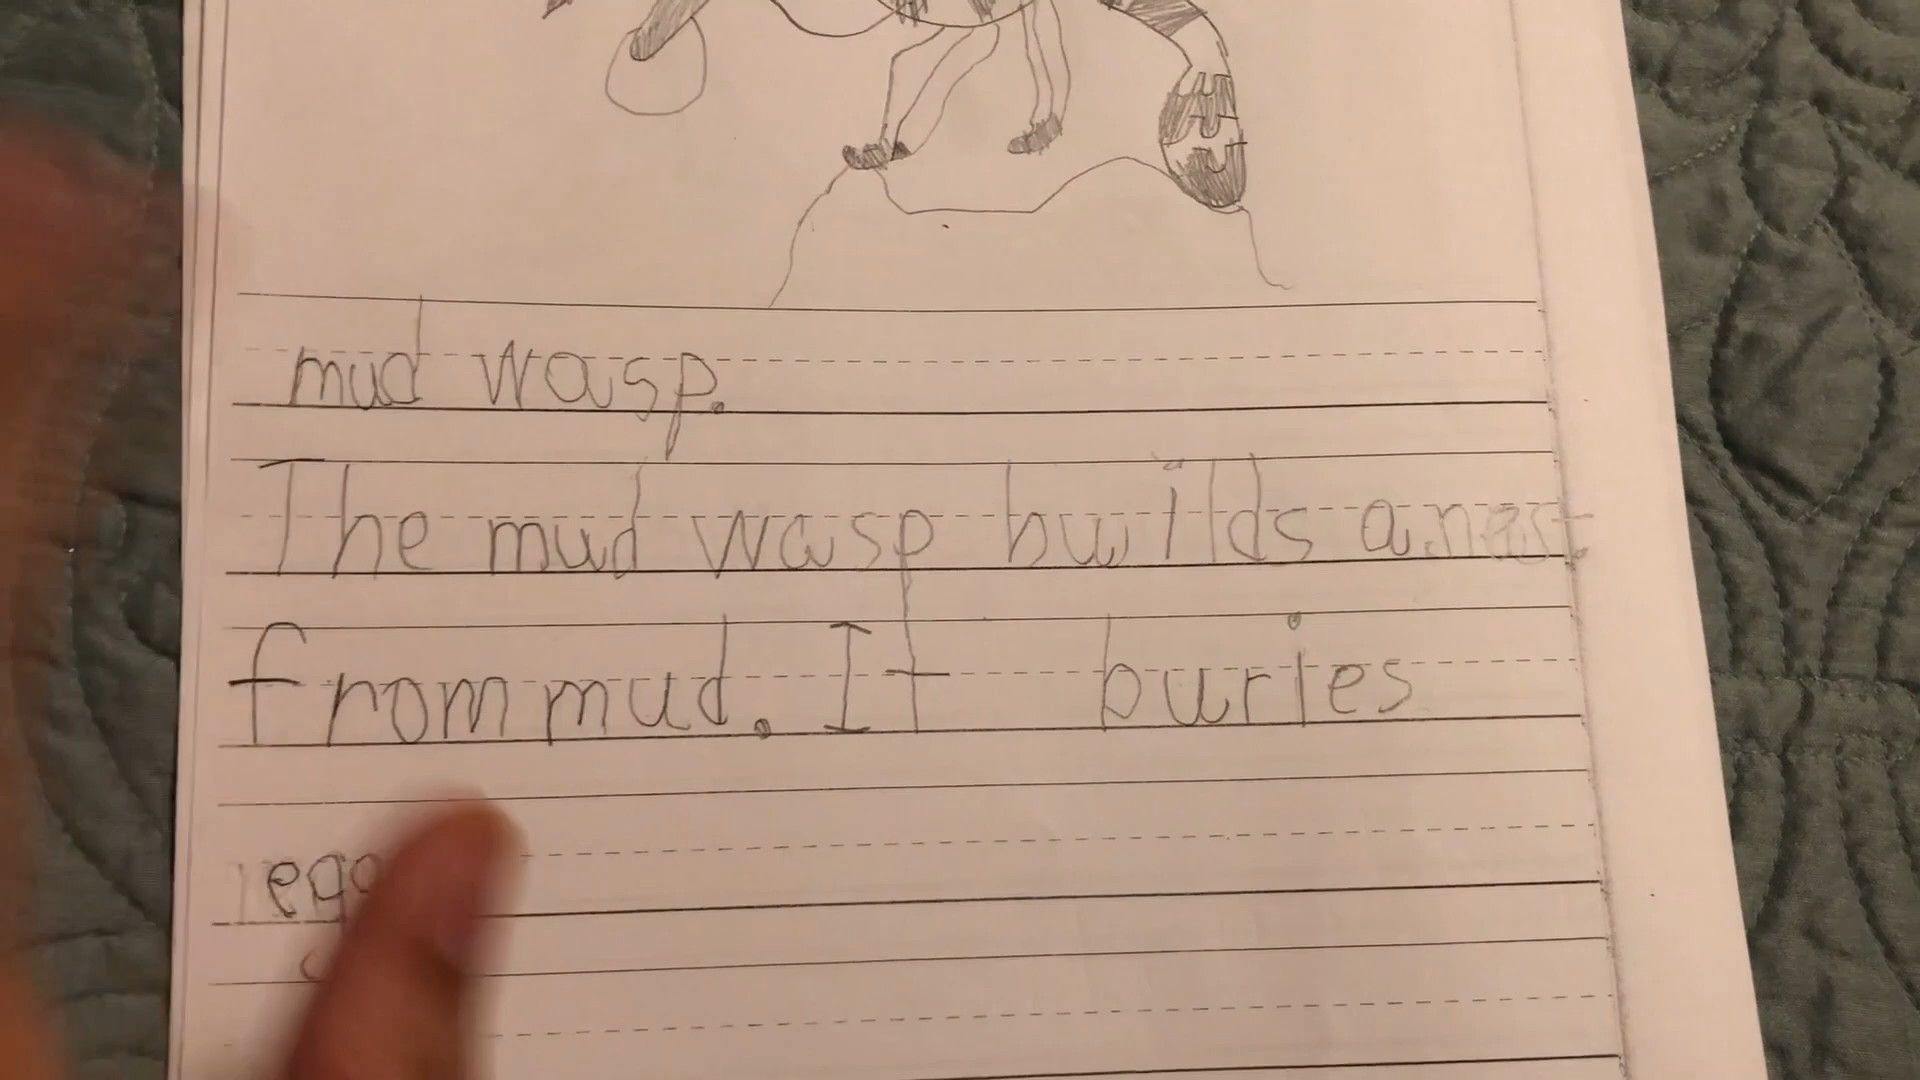 mud wasp.
The mud wasp builds a nest
from mud. It buries